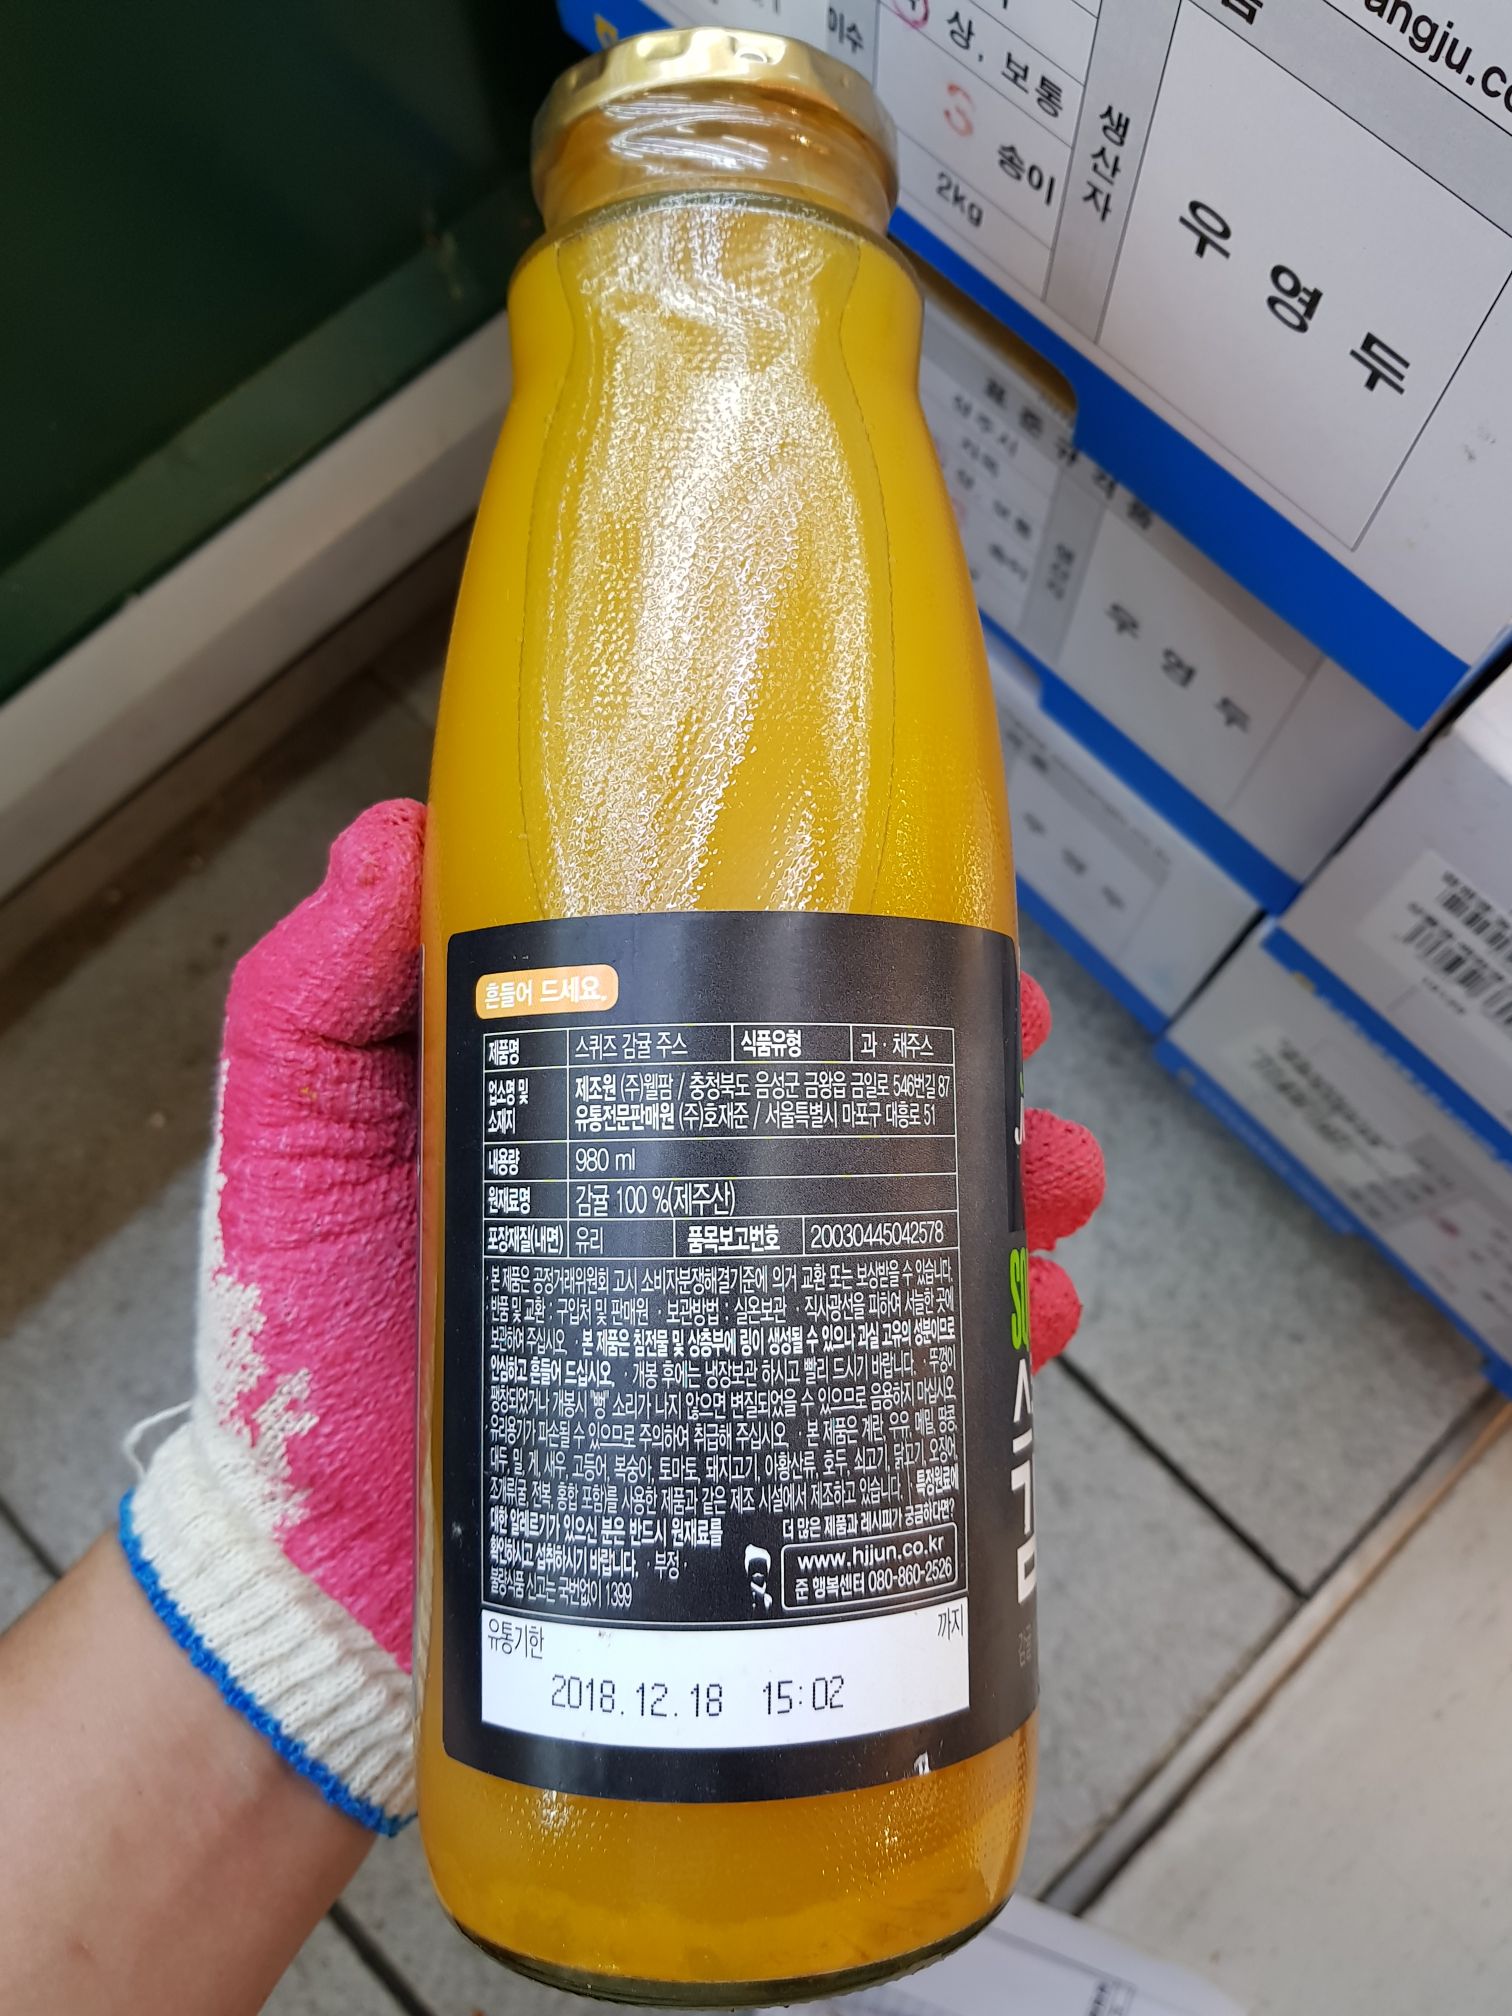 angju.co
이수
상, 보통
S
송이
2kg
생산자
우영두
표준규격품
상주시
우영두
흔들어 드세요.
제품명 스퀴즈 감귤 주스 식품유형 과·채주스
업소명 및 소재지
제조원 (주)웰팜 / 충청북도 음성군 금왕읍 금일로 546번길 87
유통전문판매원 (주)호재준 / 서울특별시 마포구 대흥로 51
내용량 980 ml
원재료명 감귤 100 %(제주산)
포장재질(내면) 유리 품목보고번호 20030445042578
·본 제품은 공정거래위원회 고시 소비자분쟁해결기준에 의거 교환 또는 보상받을 수 있습니다.
·반품 및 교환 : 구입처 및 판매원 ·보관방법 : 실온보관 ·직사광선을 피하여 서늘한 곳에
보관하여 주십시오 ·본 제품은 침전물 및 상층부에 링이 생성될 수 있으나 과실 고유의 성분이므로
안심하고 흔들어 드십시오 ·개봉 후에는 냉장보관 하시고 빨리 드시기 바랍니다. ·뚜껑이
팽창되었거나 개봉시 "뻥" 소리가 나지 않으면 변질되었을 수 있으므로 음용하지 마십시오
·유리용기가 파손될 수 있으므로 주의하여 취급해 주십시오 ·본 제품은 계란, 우유, 메밀, 땅콩,
대두, 밀, 게, 새우, 고등어, 복숭아, 토마토, 돼지고기, 아황산류, 호두, 쇠고기, 닭고기, 오징어,
조개류(굴, 전복, 홍합 포함)를 사용한 제품과 같은 제조 시설에서 제조하고 있습니다. ·특정원료에
대한 알레르기가 있으신 분은 반드시 원재료를
확인하시고 섭취하시기 바랍니다. ·부정·
불량식품 신고는 국번없이 1399
더 많은 제품과 레시피가 궁금하다면?
www.hjjun.co.kr
준 행복센터 080-860-2526
유통기한 까지
2018.12.18 15:02